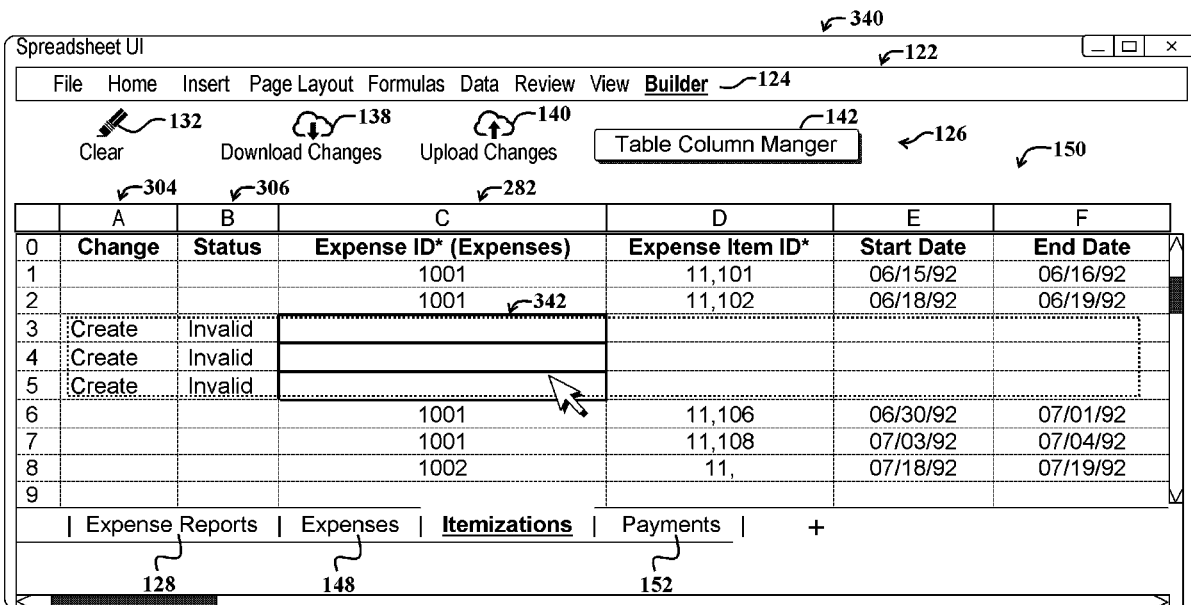 340
Spreadsheet UI
122
File Home Insert Page Layout Formulas Data Review View Builder 124
132 138 140 142
Clear Download Changes Upload Changes Table Column Manger 126
150
304 306 282
A B C D E F
0 Change Status Expense ID* (Expenses) Expense Item ID* Start Date End Date
1 1001 11,101 06/15/92 06/16/92
2 1001 11,102 06/18/92 06/19/92
342
3 Create Invalid
4 Create Invalid
5 Create Invalid
6 1001 11,106 06/30/92 07/01/92
7 1001 11,108 07/03/92 07/04/92
8 1002 11, 07/18/92 07/19/92
9
| Expense Reports | Expenses | Itemizations | Payments | +
128 148 152